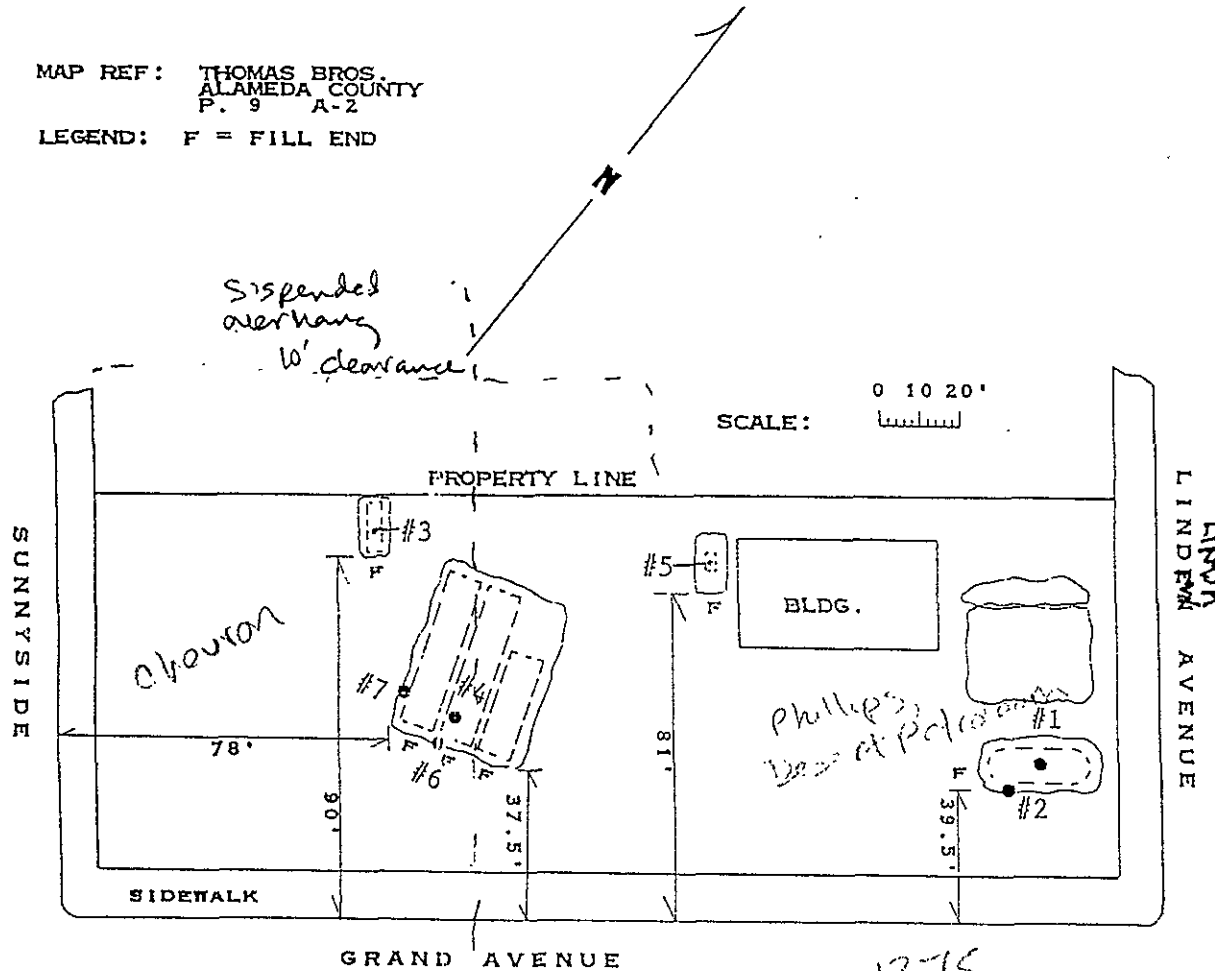 MAP REF: THOMAS BROS.
ALAMEDA COUNTY
P. 9 A-2
LEGEND: F = FILL END
N
Suspended
overhang
10' clearance
0 10 20'
SCALE:
PROPERTY LINE
SUNNYSIDE
LINDEN AVENUE
#3
F
#5
F
BLDG.
Chevron
#7
#4
#1
Phillips
F
F
F
#6
F
#2
78'
90'
37.5'
81'
39.5'
SIDEWALK
GRAND AVENUE